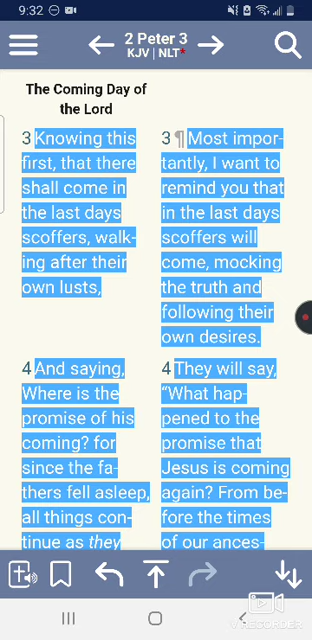 9:32
2 Peter 3
KJV | NLT*
The Coming Day of
the Lord
3 Knowing this
first, that there
shall come in
the last days
scoffers, walk-
ing after their
own lusts,
3 ¶ Most impor-
tantly, I want to
remind you that
in the last days
scoffers will
come, mocking
the truth and
following their
own desires.
4 And saying,
Where is the
promise of his
coming? for
since the fa-
thers fell asleep,
all things con-
tinue as they
4 They will say,
“What hap-
pened to the
promise that
Jesus is coming
again? From be-
fore the times
of our ances-
V RECORDER